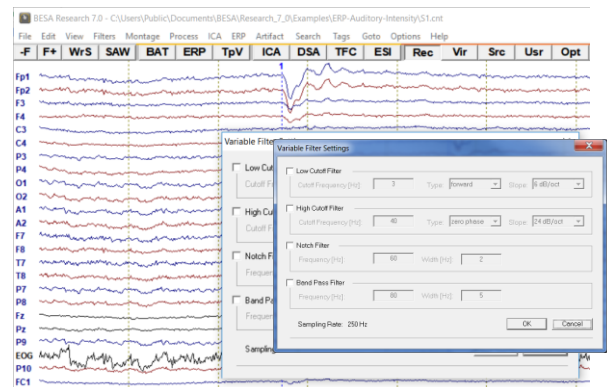 BESA Research 7.0 - C:\Users\Public\Documents\BESA\Research_7_0\Examples\ERP-Auditory-Intensity\S1.cnt
File Edit View Filters Montage Process ICA ERP Artifact Search Tags Goto Options Help
-F F+ WrS SAW BAT ERP TpV ICA DSA TFC ESI Rec Vir Src Usr Opt
1
Fp1
Fp2
F3
F4
C3
C4
P3
P4
O1
O2
A1
A2
F7
F8
T7
T8
P7
P8
Fz
Pz
P9
EOG
P10
FC1
Variable Filter
Low Cut
Cutoff F
High Cut
Cutoff F
Notch Fi
Frequen
Band Pa
Frequen
Sampling
Variable Filter Settings
Low Cutoff Filter
Cutoff Frequency [Hz] 3 Type: forward Slope: 6 dB/oct
High Cutoff Filter
Cutoff Frequency [Hz] 40 Type: zero phase Slope: 24 dB/oct
Notch Filter
Frequency [Hz] 60 Width [Hz] 2
Band Pass Filter
Frequency [Hz] 80 Width [Hz] 5
Sampling Rate: 250 Hz
OK Cancel